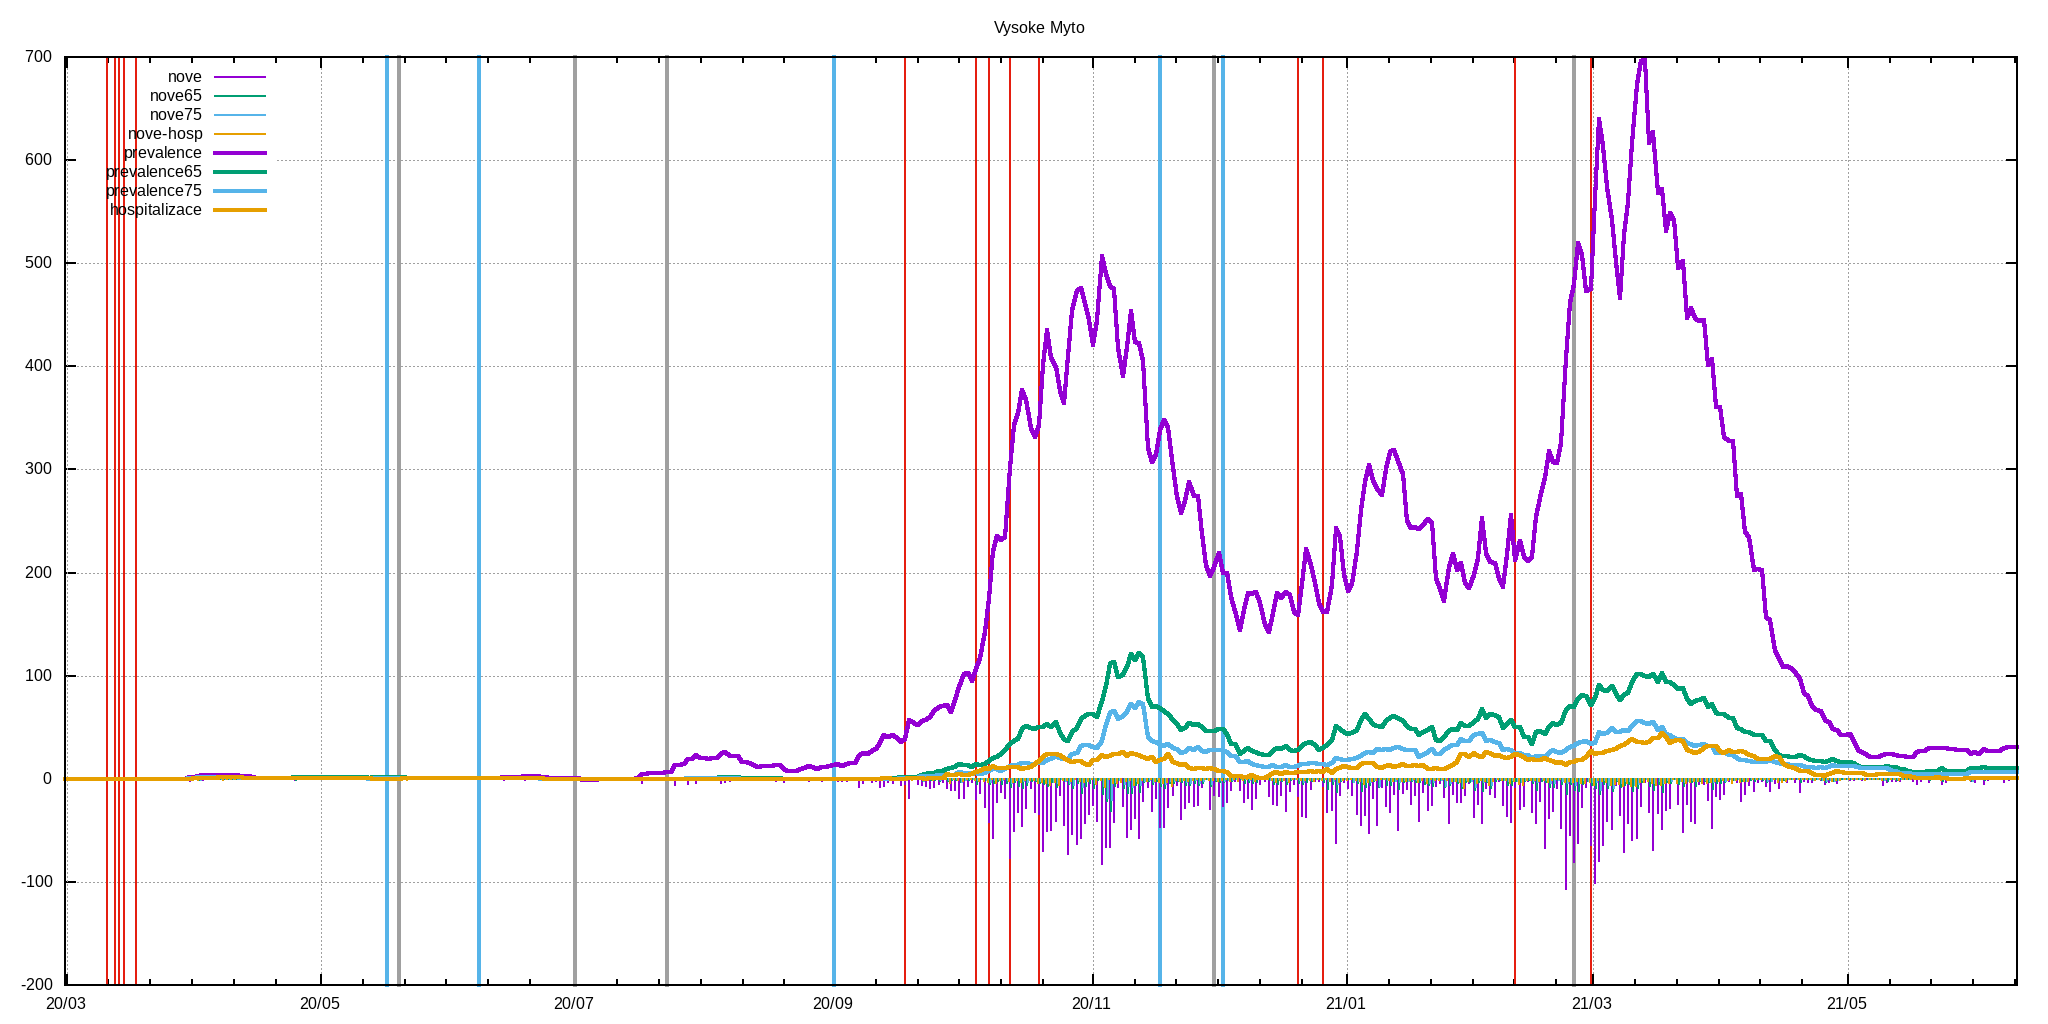 Vysoke Myto
700
600
500
400
300
200
100
0
-100
-200
nove
nove65
nove75
nove-hosp
prevalence
prevalence65
prevalence75
hospitalizace
20/03 20/05 20/07 20/09 20/11 21/01 21/03 21/05